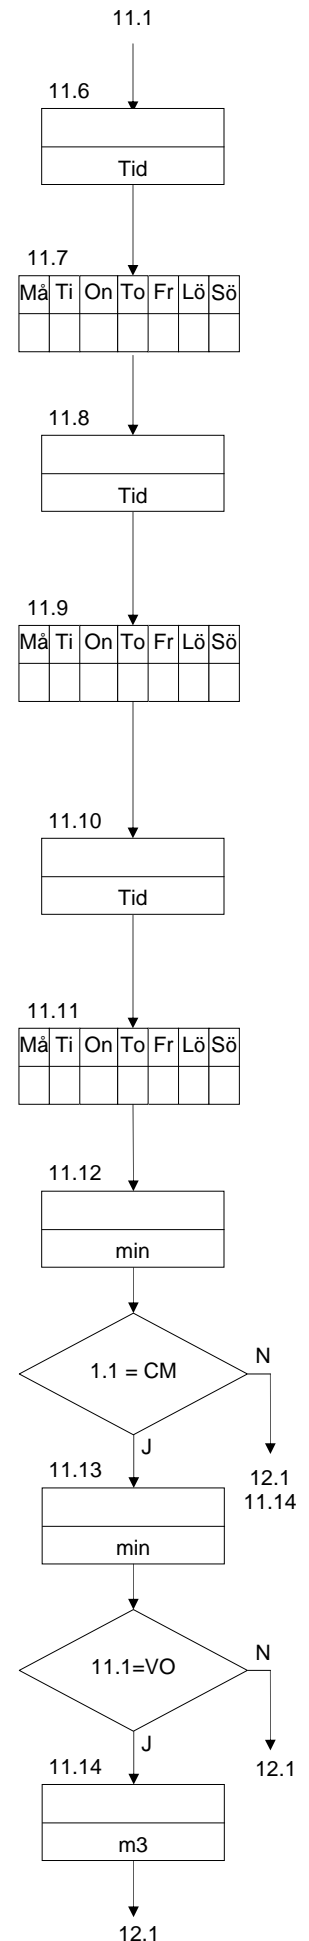 11.1
11.6
Tid
11.7
Må Ti On To Fr Lö Sö
11.8
Tid
11.9
Må Ti On To Fr Lö Sö
11.10
Tid
11.11
Må Ti On To Fr Lö Sö
11.12
min
1.1 = CM
N
J
12.1
11.14
11.13
min
11.1=VO
N
J
12.1
11.14
m3
12.1